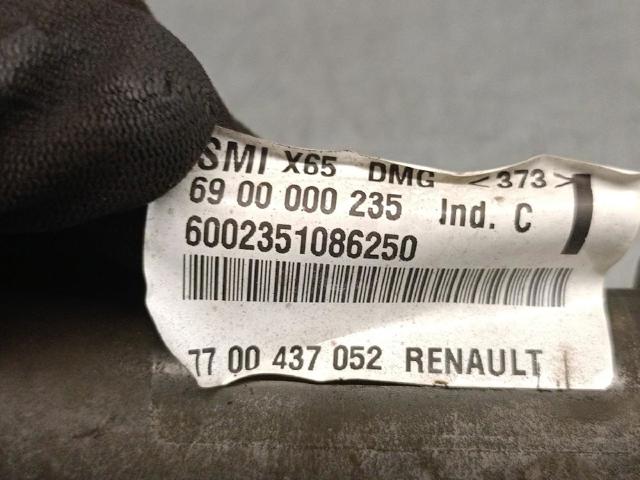 SMI X65 DMG <373>
69 00 000 235 Ind. C
6002351086250
77 00 437 052 RENAULT